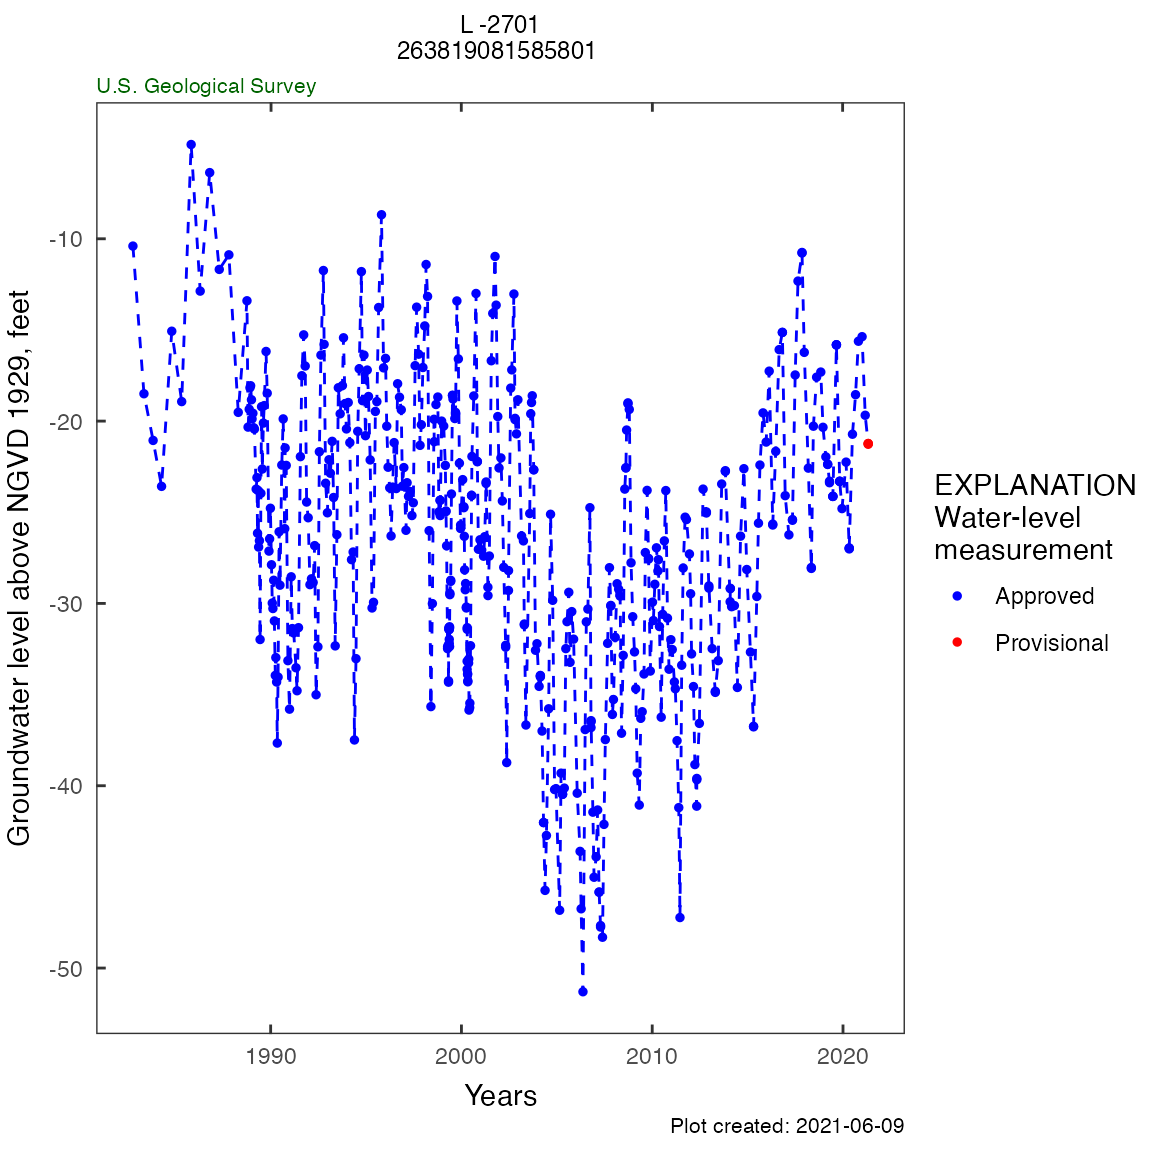 L -2701
263819081585801
U.S. Geological Survey
Groundwater level above NGVD 1929, feet
-10
-20
-30
-40
-50
1990
2000
2010
2020
Years
EXPLANATION
Water-level
measurement
Approved
Provisional
Plot created: 2021-06-09